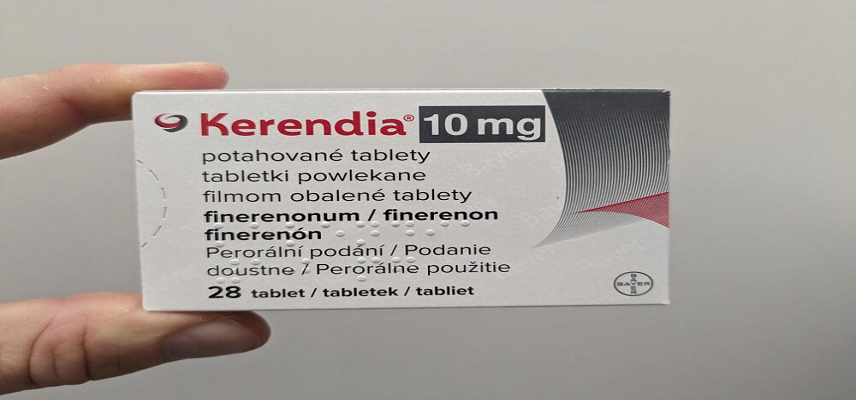 Kerendia® 10 mg
potahované tablety
tabletki powlekane
filmom obalené tablety
finerenonum / finerenon
finerenón
Perorální podání / Podanie
doustne / Perorálne použitie
28 tablet / tabletek / tabliet
BAYER
BAYER